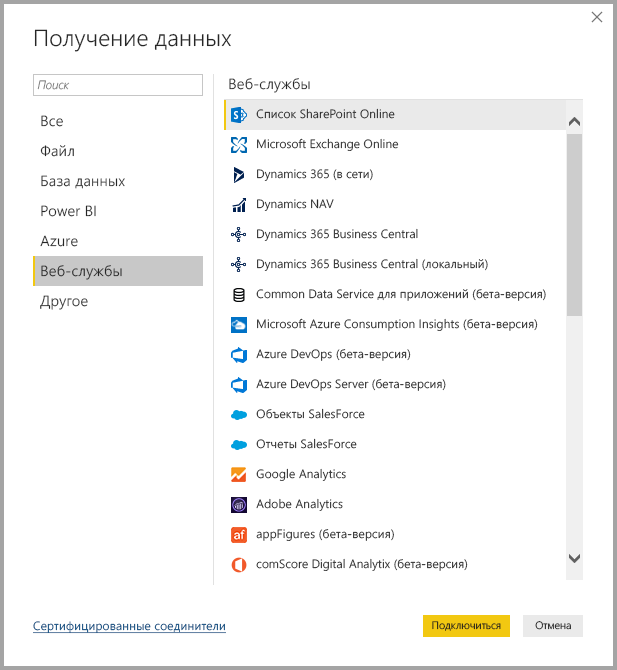 Получение данных
Поиск
Все
Файл
База данных
Power BI
Azure
Веб-службы
Другое
Веб-службы
Список SharePoint Online
Microsoft Exchange Online
Dynamics 365 (в сети)
Dynamics NAV
Dynamics 365 Business Central
Dynamics 365 Business Central (локальный)
Common Data Service для приложений (бета-версия)
Microsoft Azure Consumption Insights (бета-версия)
Azure DevOps (бета-версия)
Azure DevOps Server (бета-версия)
Объекты SalesForce
Отчеты SalesForce
Google Analytics
Adobe Analytics
af appFigures (бета-версия)
comScore Digital Analytix (бета-версия)
Сертифицированные соединители
Подключиться
Отмена